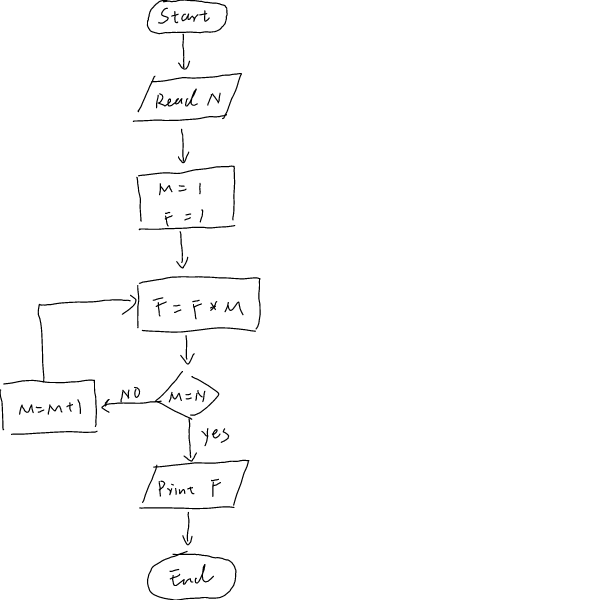 Start
Read N
M = 1
F = 1
F = F * M
M=N
NO
M=M+1
yes
Print F
End